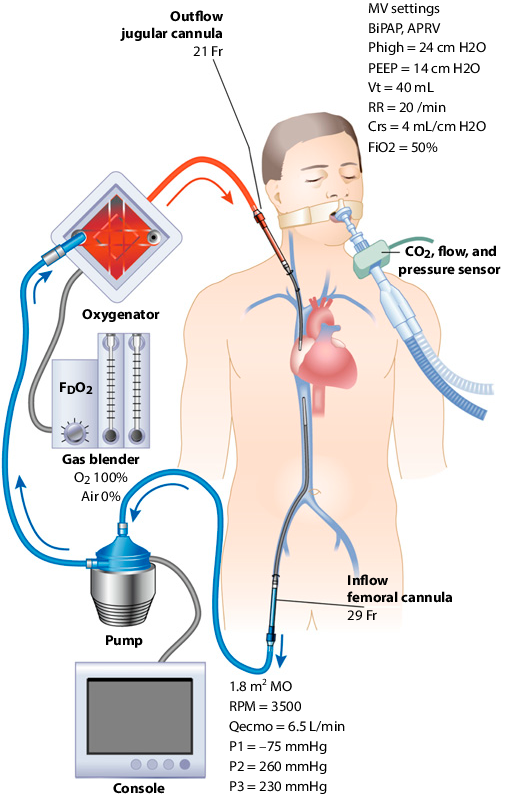 Outflow
jugular cannula
21 Fr
MV settings
BiPAP, APRV
Phigh = 24 cm H2O
PEEP = 14 cm H2O
Vt = 40 mL
RR = 20 /min
Crs = 4 mL/cm H2O
FiO2 = 50%
CO₂, flow, and
pressure sensor
Oxygenator
FDO2
Gas blender
O₂ 100%
Air 0%
Pump
Inflow
femoral cannula
29 Fr
Console
1.8 m² MO
RPM = 3500
Qecmo = 6.5 L/min
P1 = –75 mmHg
P2 = 260 mmHg
P3 = 230 mmHg